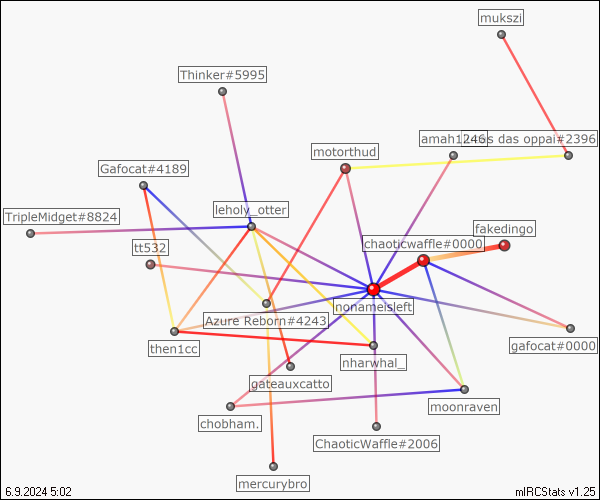 mukszi
Thinker#5995
amah1246
das oppai#2396
motorthud
Gafocat#4189
leholy_otter
TripleMidget#8824
fakedingo
tt532
chaoticwaffle#0000
nonameisleft
Azure Reborn#4243
then1cc
nharwhal_
gafocat#0000
gateauxcatto
moonraven
chobham.
ChaoticWaffle#2006
mercurybro
6.9.2024 5:02
mIRCStats v1.25